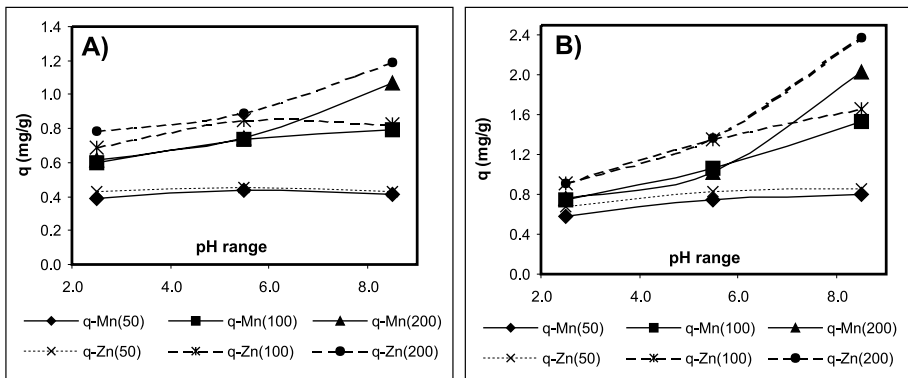 A)
1.4
1.2
1.0
0.8
0.6
0.4
0.2
0.0
q (mg/g)
pH range
2.0 4.0 6.0 8.0
q-Mn(50) q-Mn(100) q-Mn(200)
q-Zn(50) q-Zn(100) q-Zn(200)
B)
2.4
2.0
1.6
1.2
0.8
0.4
0.0
q (mg/g)
pH range
2.0 4.0 6.0 8.0
q-Mn(50) q-Mn(100) q-Mn(200)
q-Zn(50) q-Zn(100) q-Zn(200)